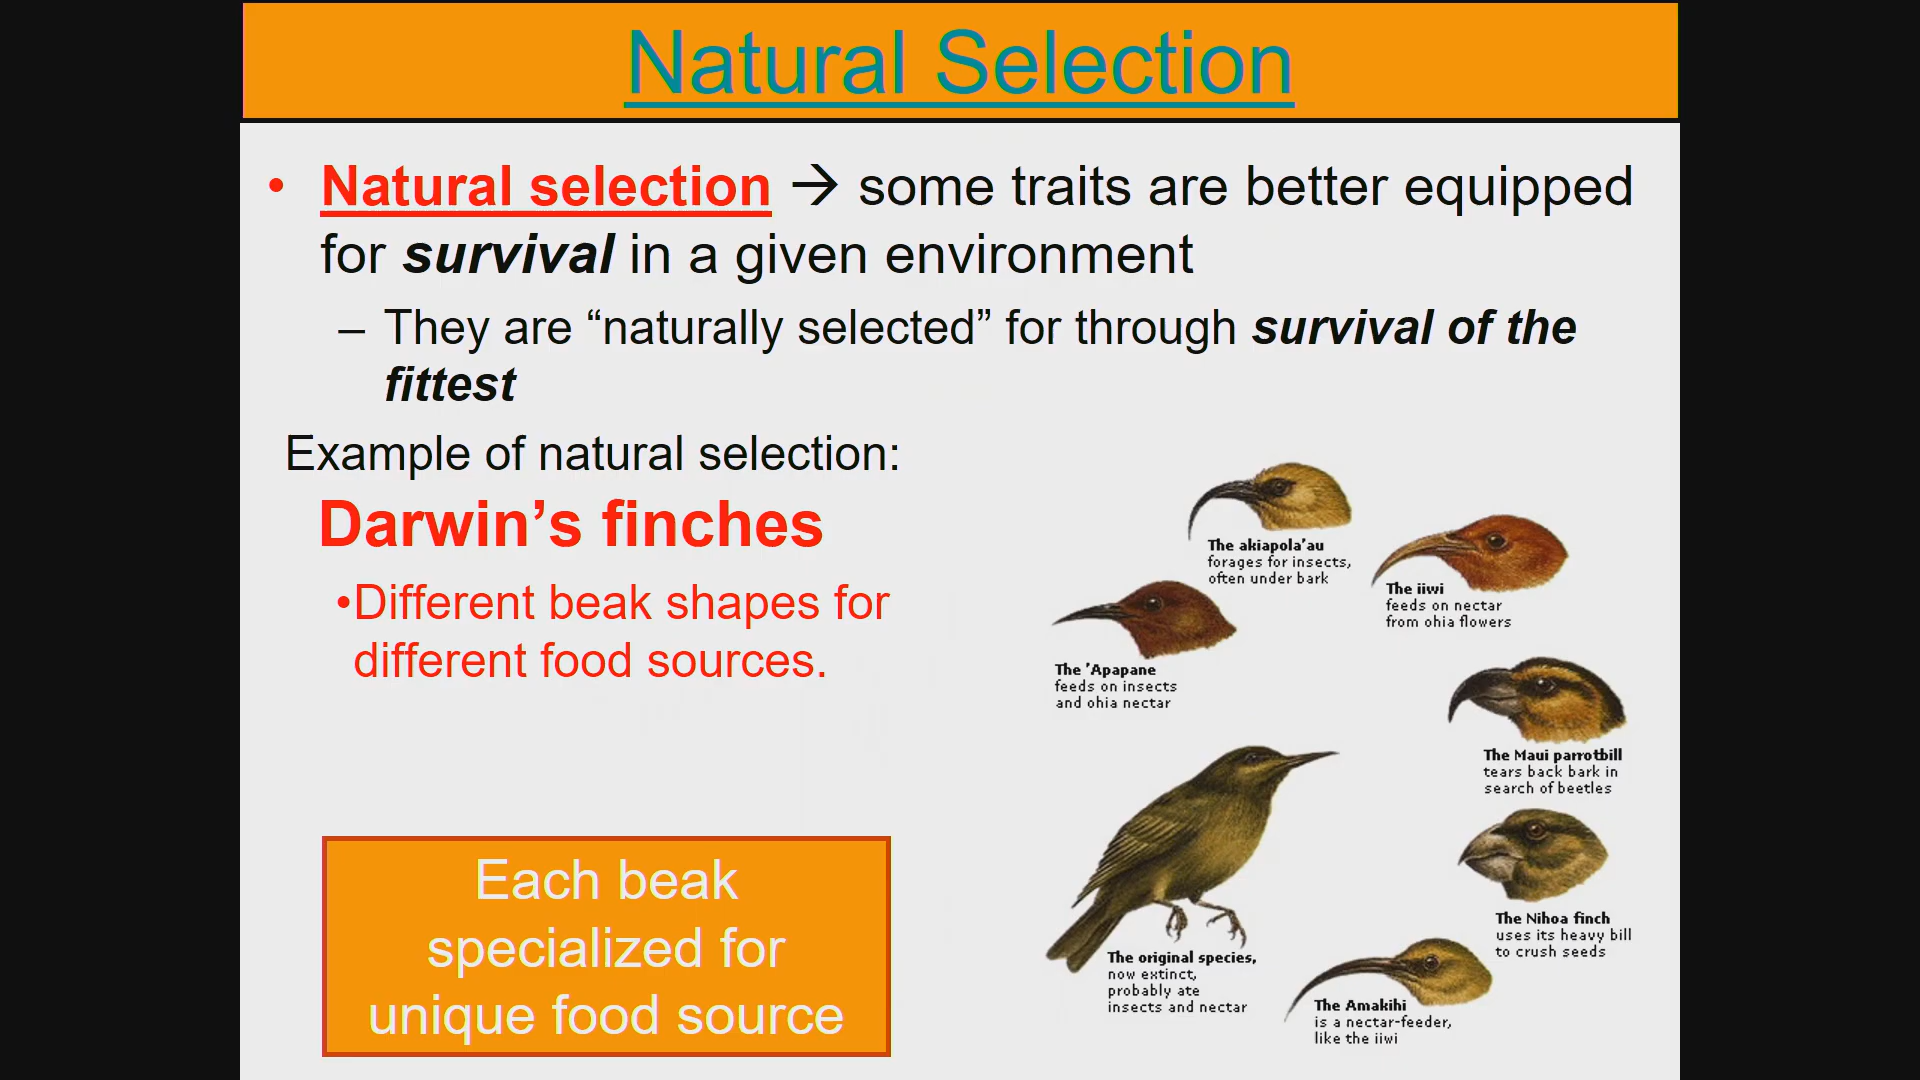 Natural Selection
• Natural selection → some traits are better equipped
for survival in a given environment
– They are “naturally selected” for through survival of the
fittest
Example of natural selection:
Darwin’s finches
•Different beak shapes for
different food sources.
Each beak
specialized for
unique food source
The akiapola’au
forages for insects,
often under bark
The iiwi
feeds on nectar
from ohia flowers
The ’Apapane
feeds on insects
and ohia nectar
The Maui parrotbill
tears back bark in
search of beetles
The Nihoa finch
uses its heavy bill
to crush seeds
The original species,
now extinct,
probably ate
insects and nectar
The Amakihi
is a nectar-feeder,
like the iiwi